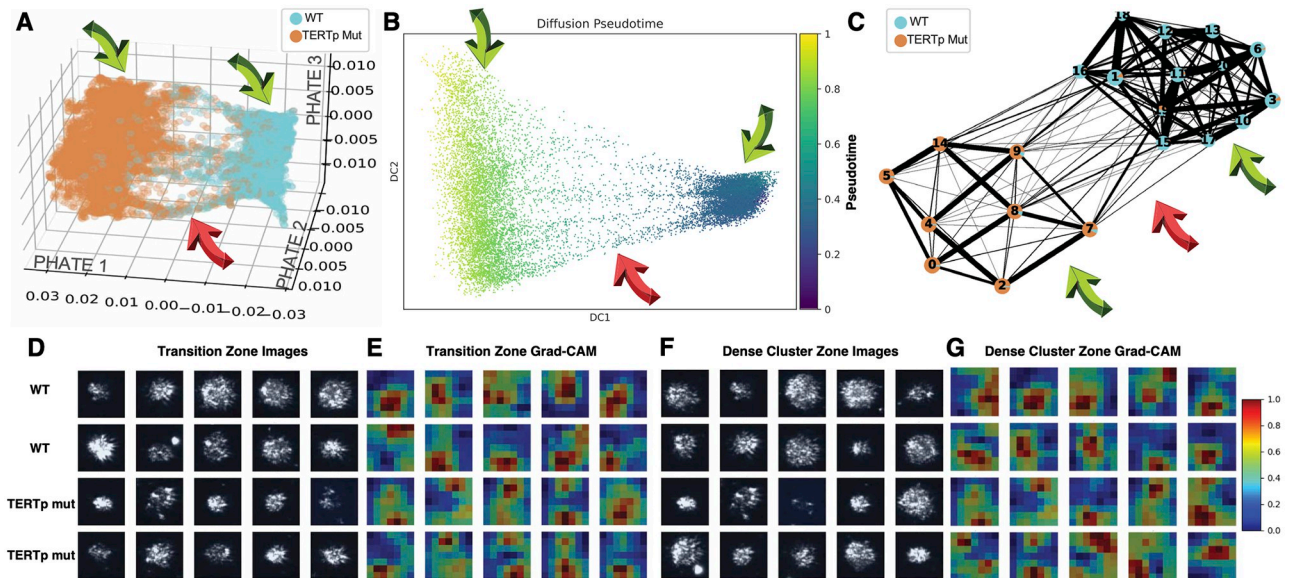 A
WT
TERTp Mut
PHATE 3
0.010
0.005
0.000
−0.005
−0.010
PHATE 2
−0.010
−0.005
0.000
0.005
0.010
PHATE 1
0.03 0.02 0.01 0.00 −0.01 −0.02 −0.03
B
Diffusion Pseudotime
DC2
DC1
1
0.8
0.6
0.4
0.2
0
Pseudotime
C
WT
TERTp Mut
12
13
6
16
1
11
3
10
15
17
14
9
5
8
4
7
0
2
D Transition Zone Images
E Transition Zone Grad-CAM
F Dense Cluster Zone Images
G Dense Cluster Zone Grad-CAM
WT
WT
TERTp mut
TERTp mut
1.0
0.8
0.6
0.4
0.2
0.0